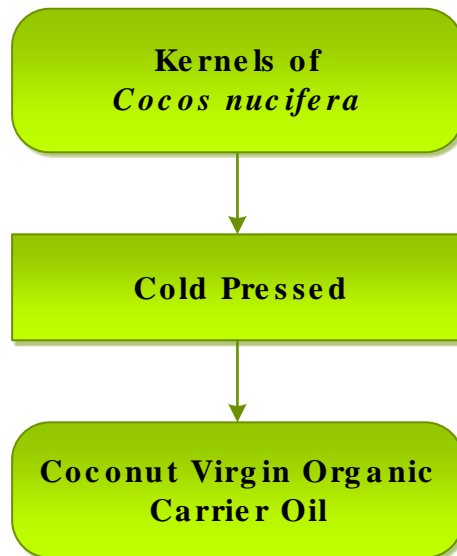 Kernels of
Cocos nucifera
Cold Pressed
Coconut Virgin Organic
Carrier Oil